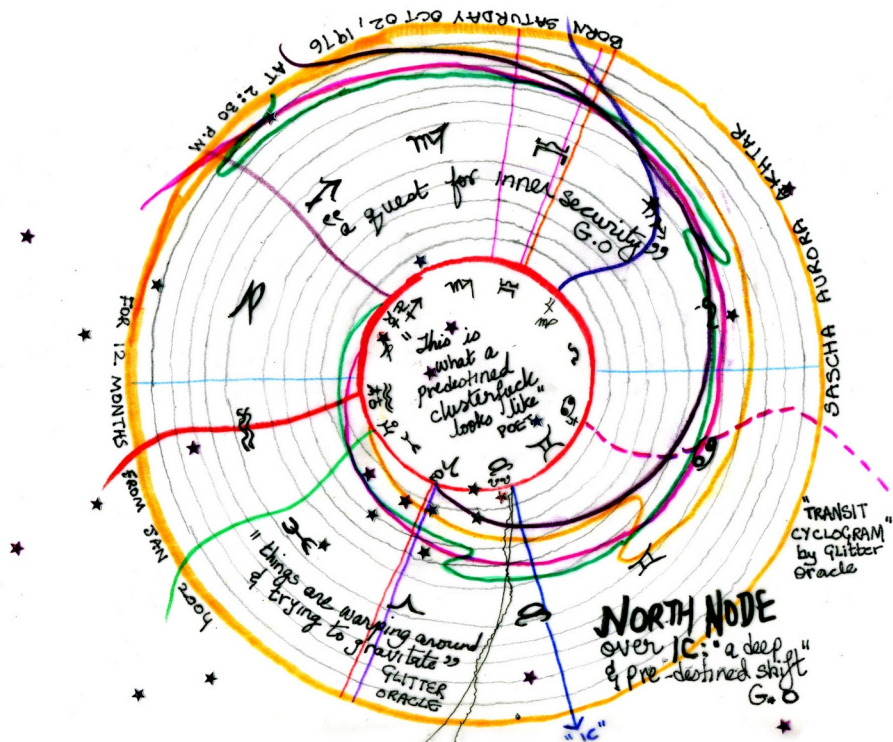 BORN SATURDAY OCT 02, 1976 AT 2:30 P.M.
SASCHA AURORA AKHTAR
FOR 12 MONTHS FROM JAN 2004
"a quest for inner security"
G.O
"This is
what a
predestined
clusterfuck
looks like"
POET
"things are warping around
& trying to gravitate"
GLITTER
ORACLE
"TRANSIT
CYCLOGRAM"
by Glitter
oracle
NORTH NODE
over IC: "a deep
& pre-destined shift"
G.O
"IC"